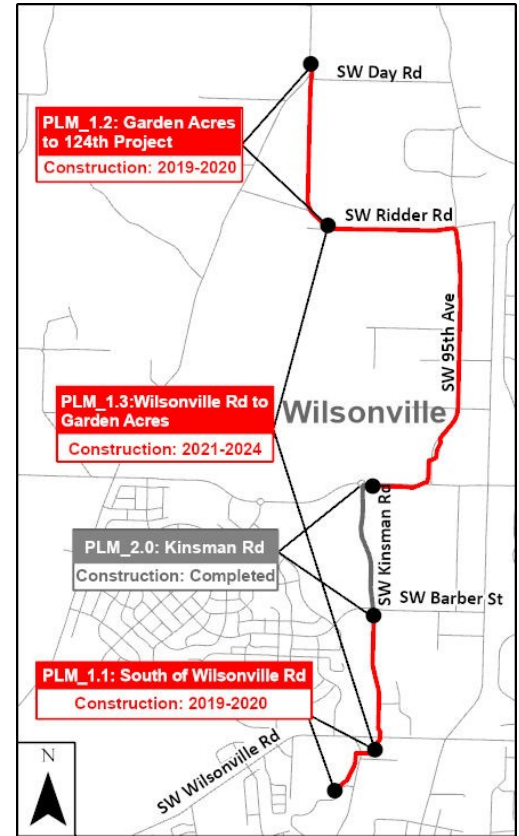 SW Day Rd
PLM_1.2: Garden Acres
to 124th Project
Construction: 2019-2020
SW Ridder Rd
SW 95th Ave
PLM_1.3:Wilsonville Rd to
Garden Acres
Construction: 2021-2024
Wilsonville
SW Kinsman Rd
PLM_2.0: Kinsman Rd
Construction: Completed
SW Barber St
PLM_1.1: South of Wilsonville Rd
Construction: 2019-2020
SW Wilsonville Rd
N